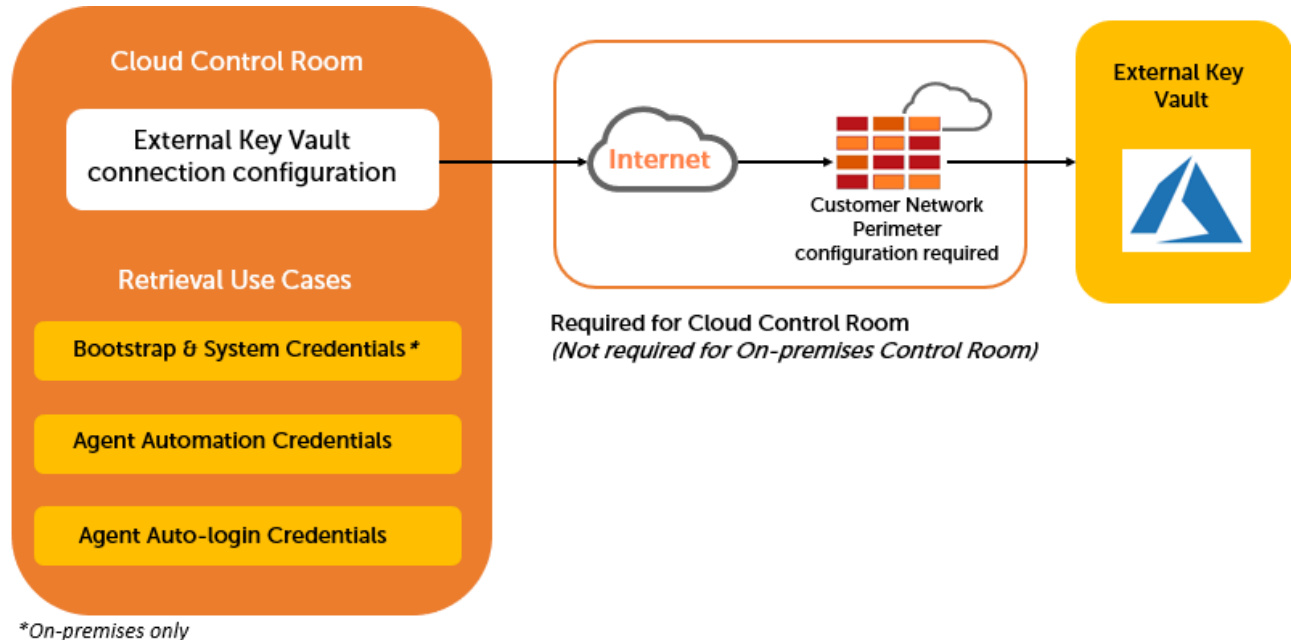 Cloud Control Room
External Key Vault
connection configuration
Retrieval Use Cases
Bootstrap & System Credentials*
Agent Automation Credentials
Agent Auto-login Credentials
*On-premises only
Internet
Customer Network
Perimeter
configuration required
Required for Cloud Control Room
(Not required for On-premises Control Room)
External Key
Vault